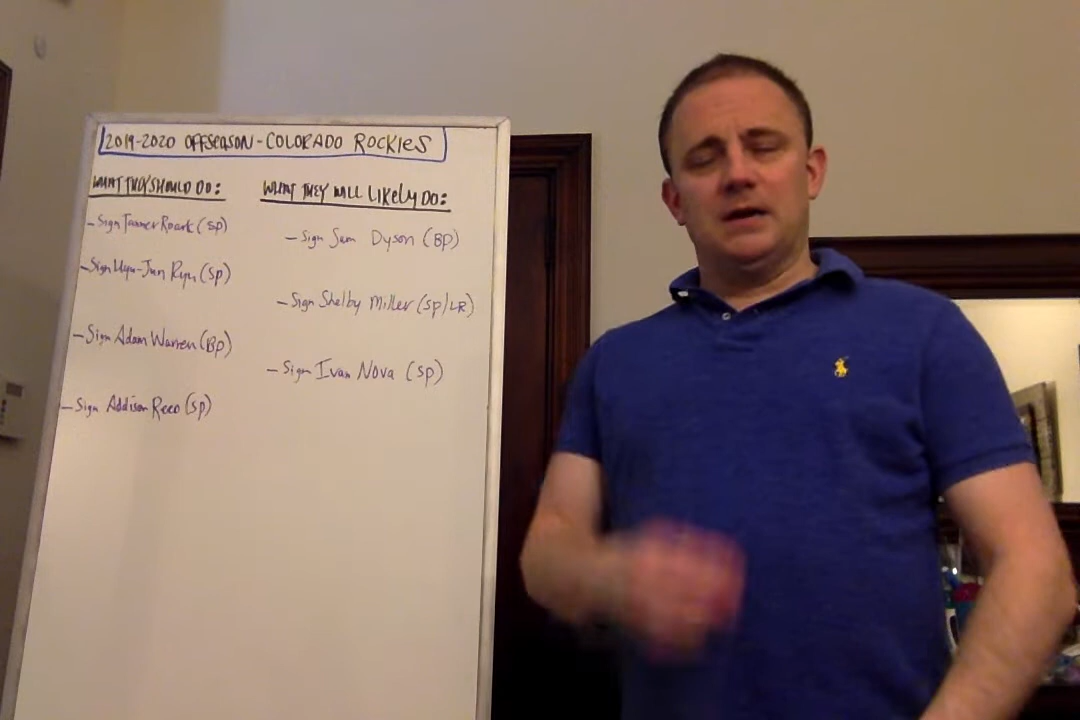 2019-2020 OFFSEASON-COLORADO ROCKIES
WHAT THEY SHOULD DO:
-Sign Tanner Roark (SP)
-Sign Hyu-Jin Ryu (SP)
-Sign Adam Warren (BP)
-Sign Addison Reed (SP)
WHAT THEY WILL LIKELY DO:
-Sign Sam Dyson (BP)
-Sign Shelby Miller (SP/LR)
-Sign Ivan Nova (SP)